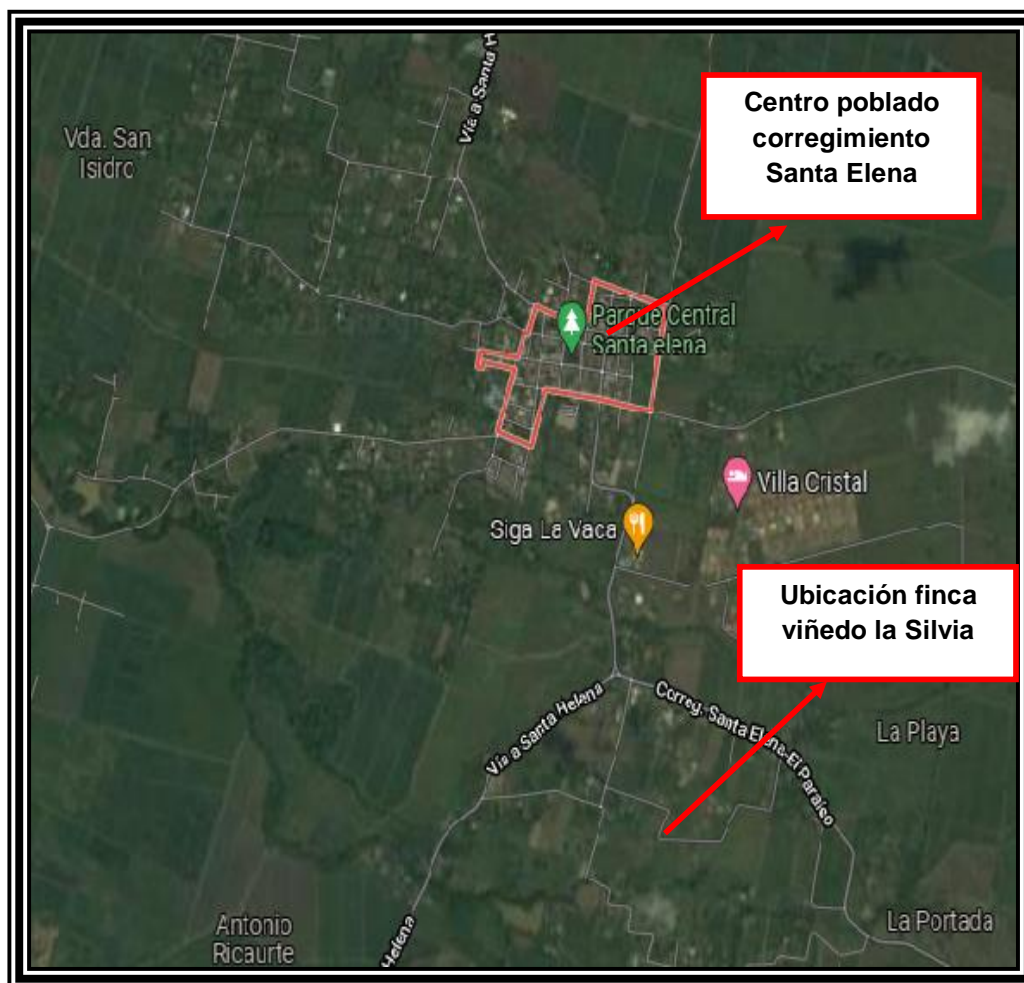 Vía a Santa H
Centro poblado
corregimiento
Santa Elena
Vda. San
Isidro
Parque Central
Santa elena
Villa Cristal
Siga La Vaca
Ubicación finca
viñedo la Silvia
Vía a Santa Helena
Correg. Santa Elena-El Paraíso
La Playa
Antonio
Ricaurte
Helena
La Portada